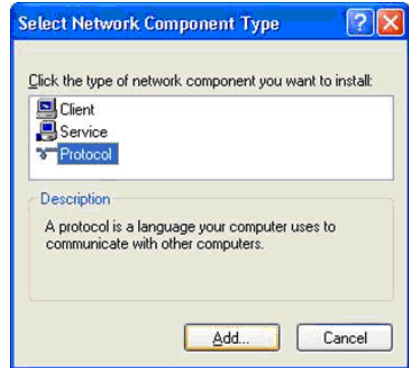 Select Network Component Type
Click the type of network component you want to install:
Client
Service
Protocol
Description
A protocol is a language your computer uses to
communicate with other computers.
Add...
Cancel